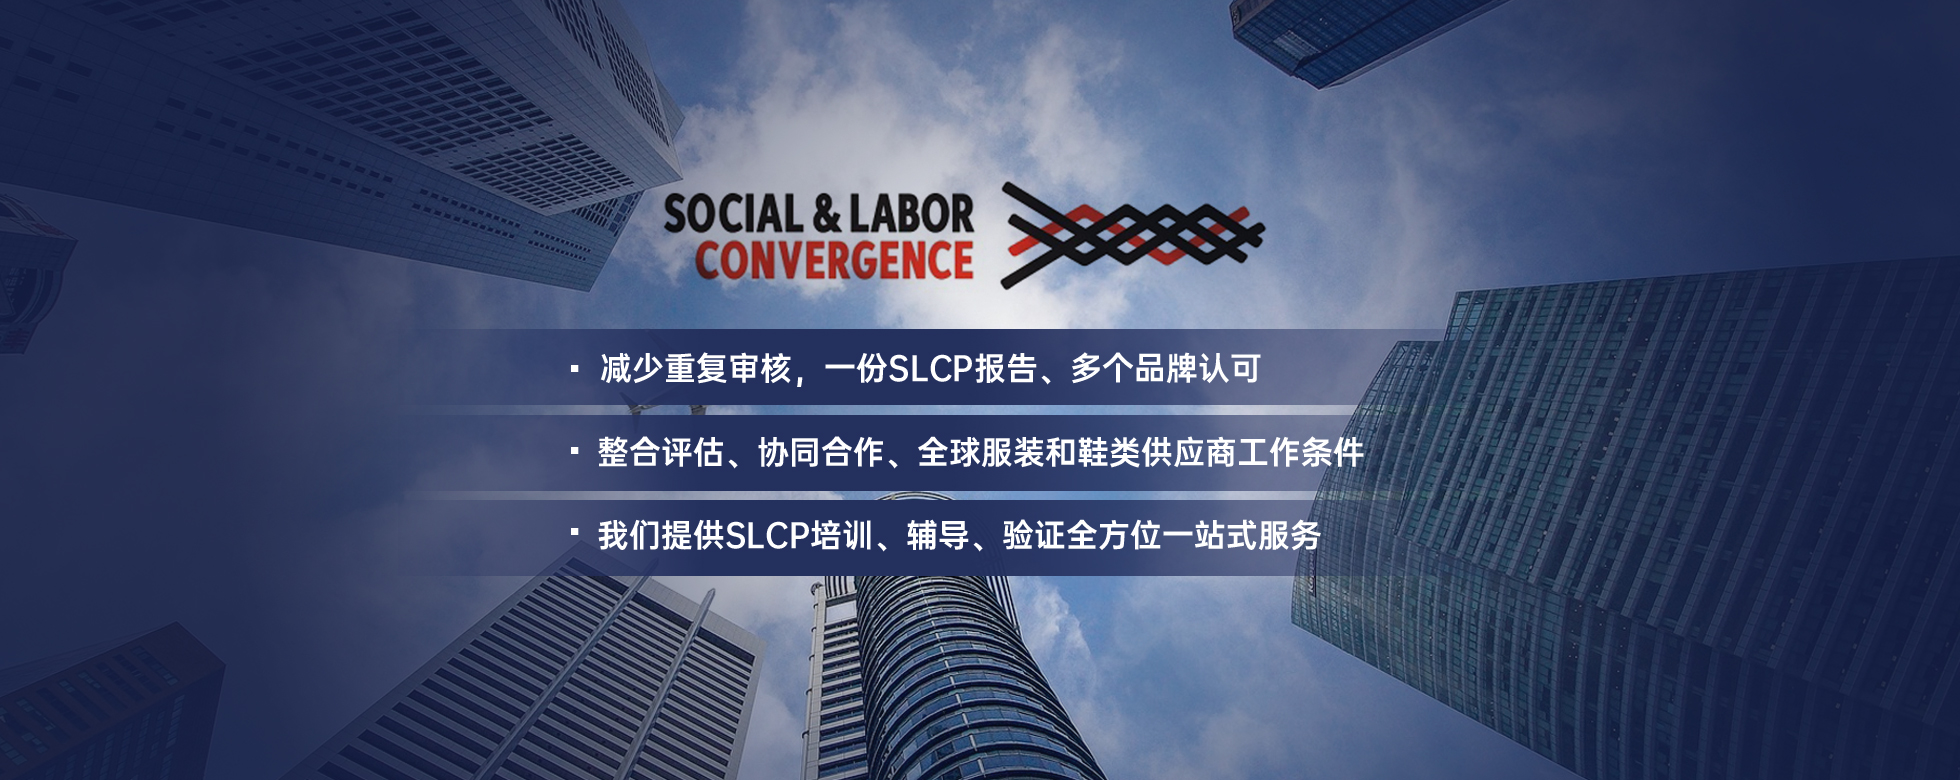 SOCIAL & LABOR
CONVERGENCE
▪ 减少重复审核，一份SLCP报告、多个品牌认可
▪ 整合评估、协同合作、全球服装和鞋类供应商工作条件
▪ 我们提供SLCP培训、辅导、验证全方位一站式服务